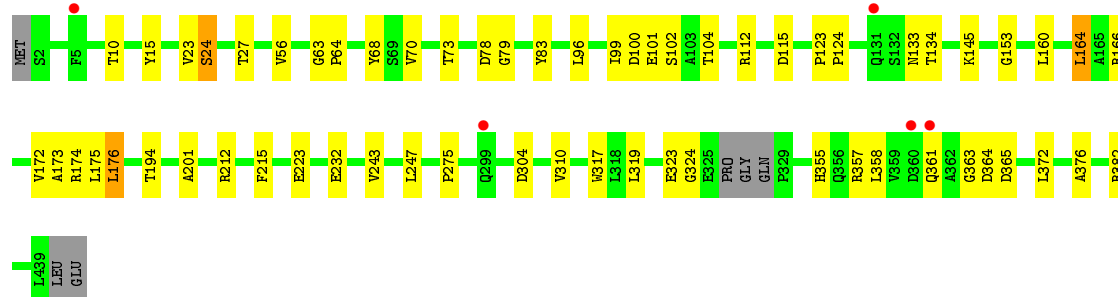 MET S2 F5 T10 Y15 V23 S24 T27 V56 G63 P64 Y68 S69 V70 T73 D78 G79 Y83 L96 I99 D100 E101 S102 A103 T104 R112 D115 P123 P124 Q131 S132 N133 T134 K145 G153 L160 L164 A165
V172 A173 R174 L175 L176 T194 A201 R212 F215 E223 E232 V243 L247 P275 Q299 D304 V310 W317 L318 L319 E323 G324 E325 PRO GLY GLN P329 H355 Q356 R357 L358 V359 D360 Q361 A362 G363 D364 D365 L372 A376
L439 LEU GLU